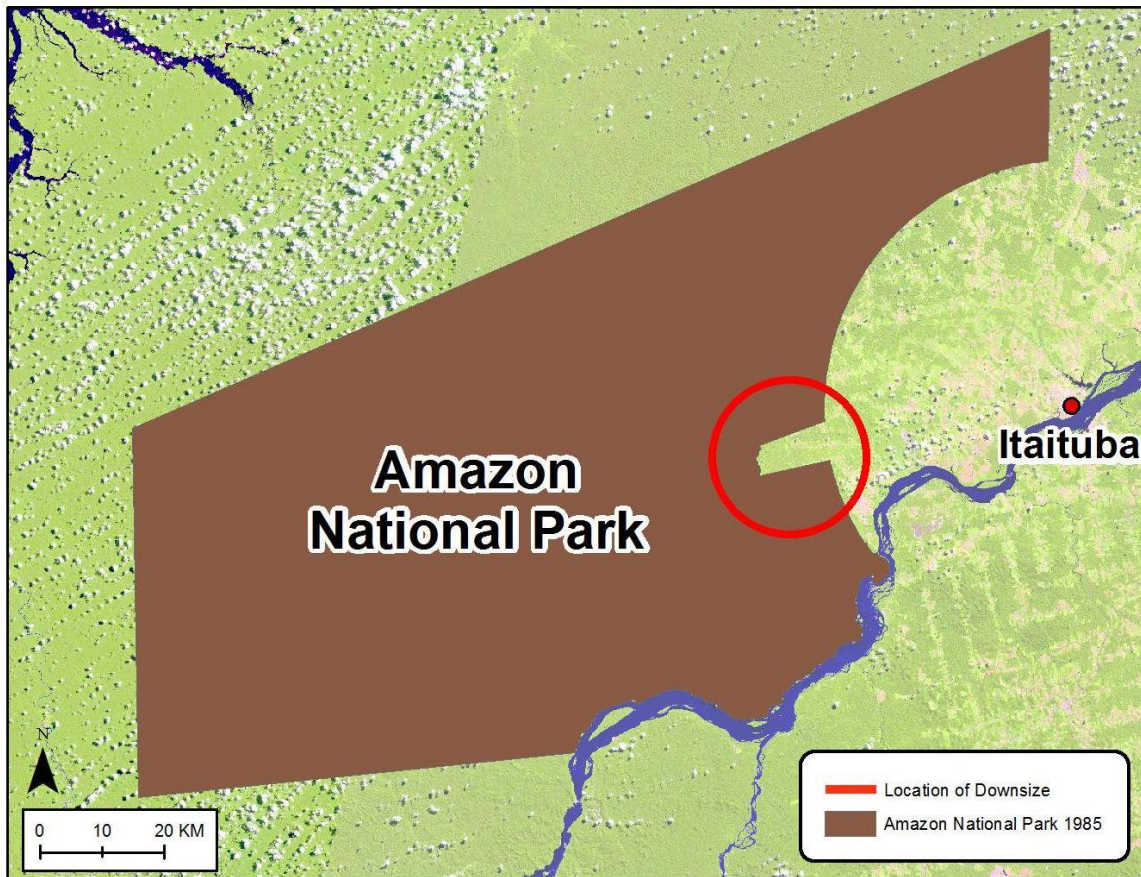 Amazon
National Park
Itaituba
N
0 10 20 KM
Location of Downsize
Amazon National Park 1985